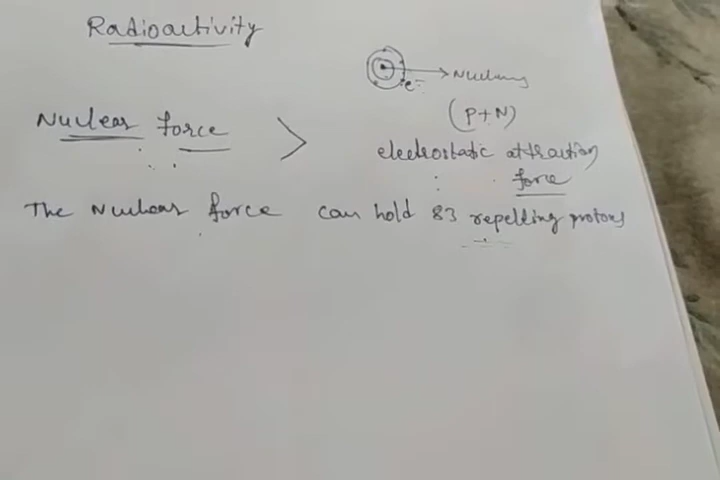 Radioactivity
e⁻ → Nucleus
(P+N)
Nuclear force > electrostatic attraction
force
The Nuclear force can hold 83 repelling protons